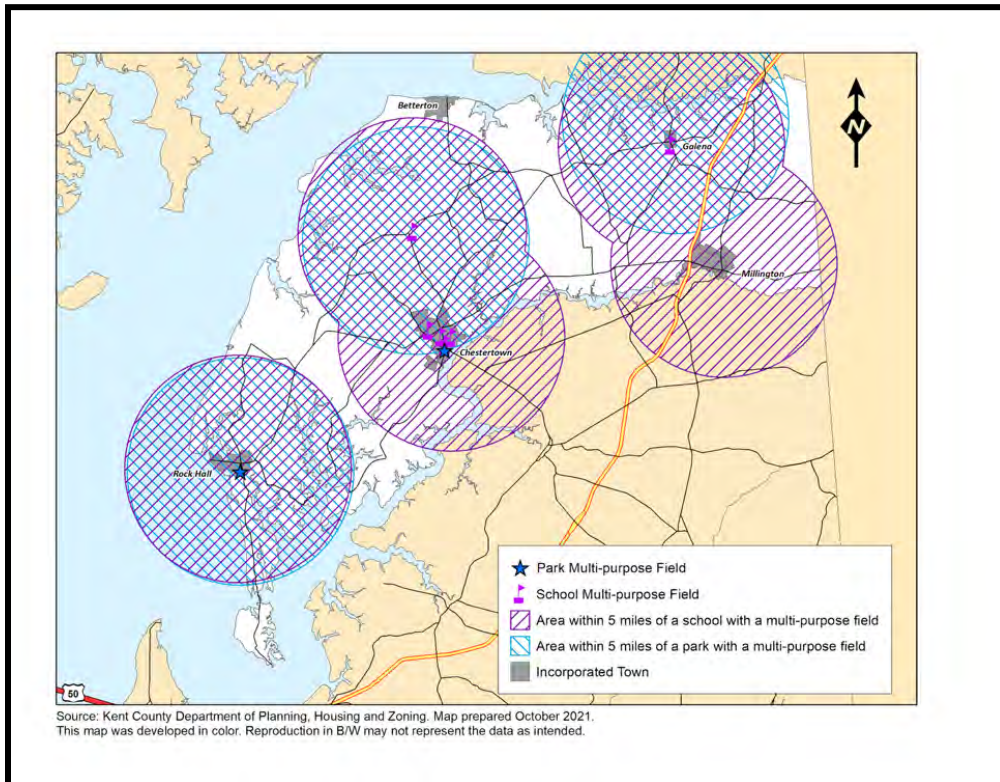 Betterton
N
Galena
Millington
Chestertown
Rock Hall
Park Multi-purpose Field
School Multi-purpose Field
Area within 5 miles of a school with a multi-purpose field
Area within 5 miles of a park with a multi-purpose field
Incorporated Town
50
Source: Kent County Department of Planning, Housing and Zoning. Map prepared October 2021.
This map was developed in color. Reproduction in B/W may not represent the data as intended.